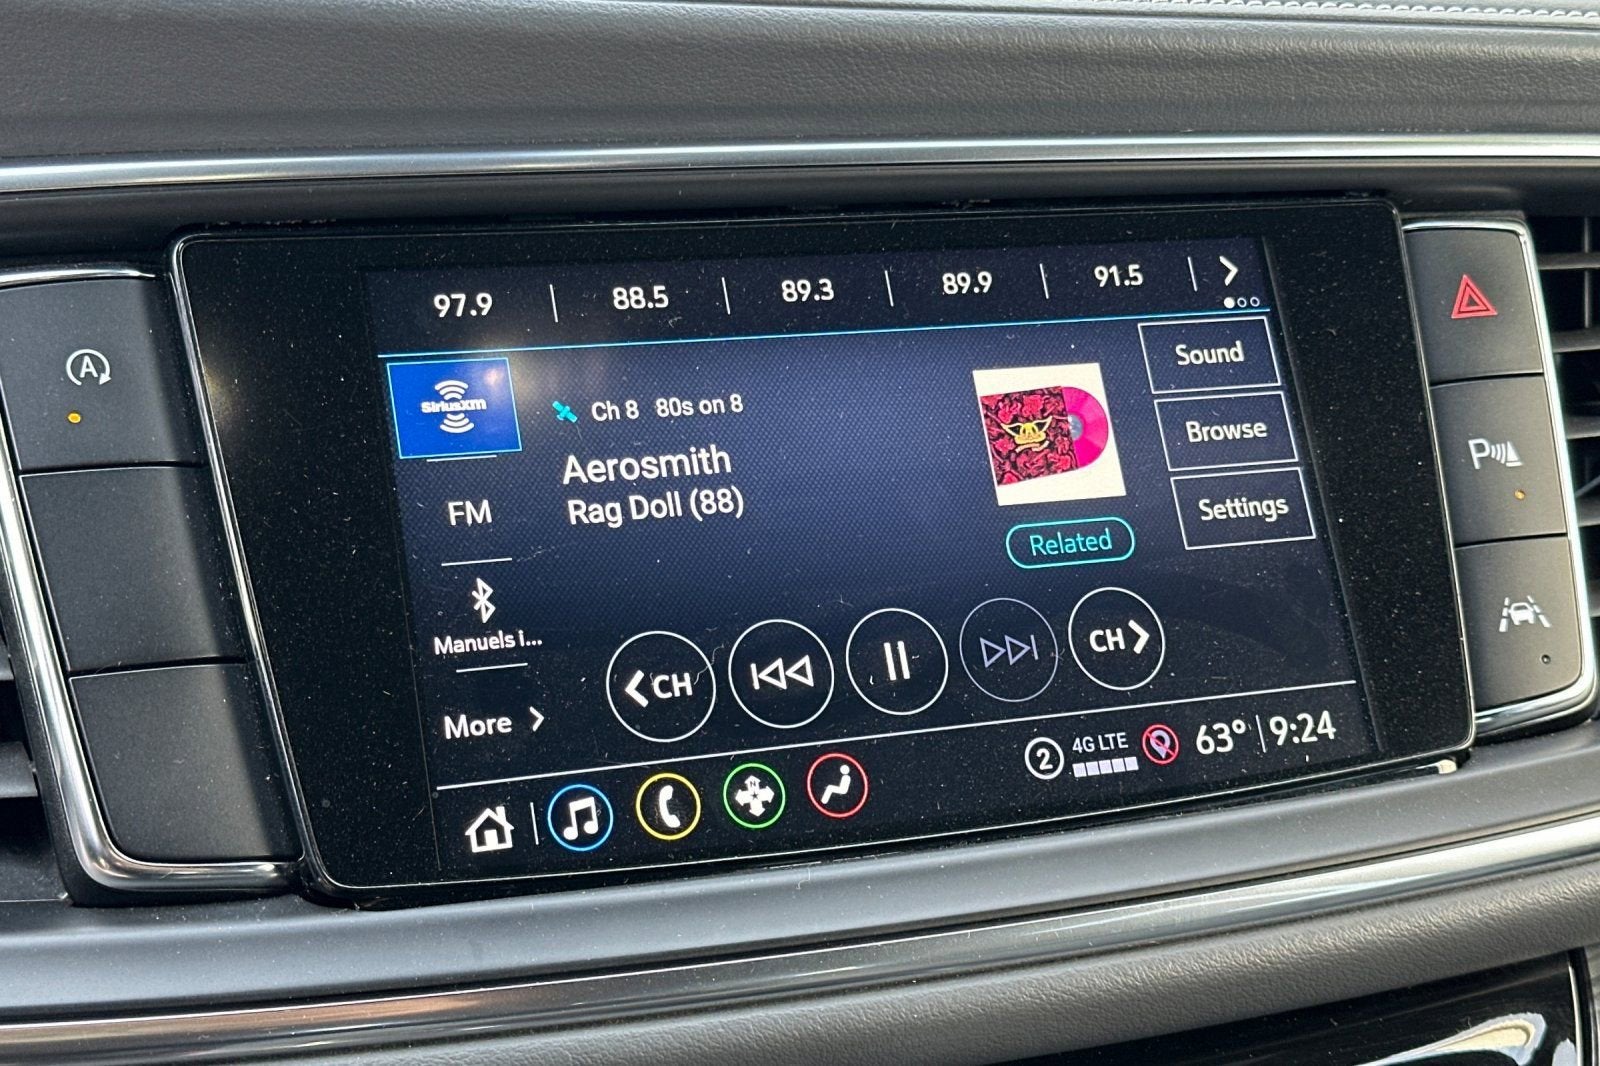 97.9 88.5 89.3 89.9 91.5
SiriusXm
Ch 8 80s on 8
Aerosmith
Rag Doll (88)
Sound
Browse
Settings
Related
FM
Manuels i...
More
CH
CH
2 4G LTE 63° 9:24
A
P
N